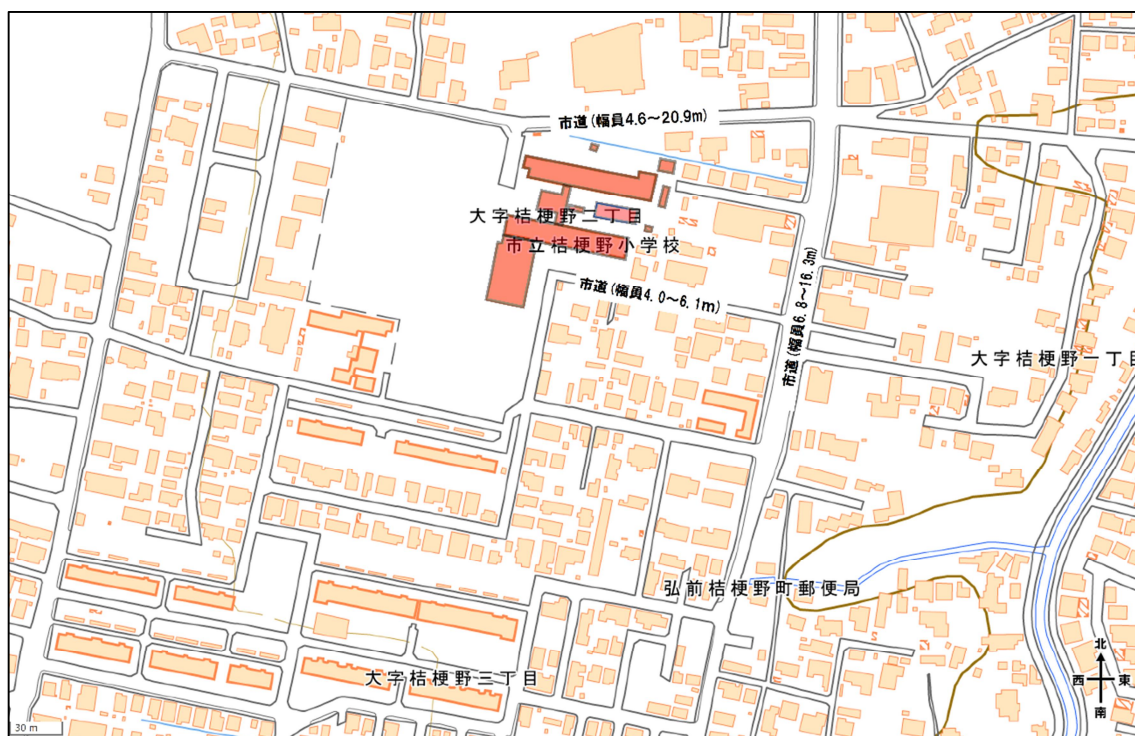 市道(幅員4.6～20.9m)
大字桔梗野二丁目
市立桔梗野小学校
市道(幅員4.0～6.1m)
市道(幅員6.8～16.3m)
大字桔梗野一丁目
弘前桔梗野町郵便局
大字桔梗野三丁目
北
西 東
南
30 m